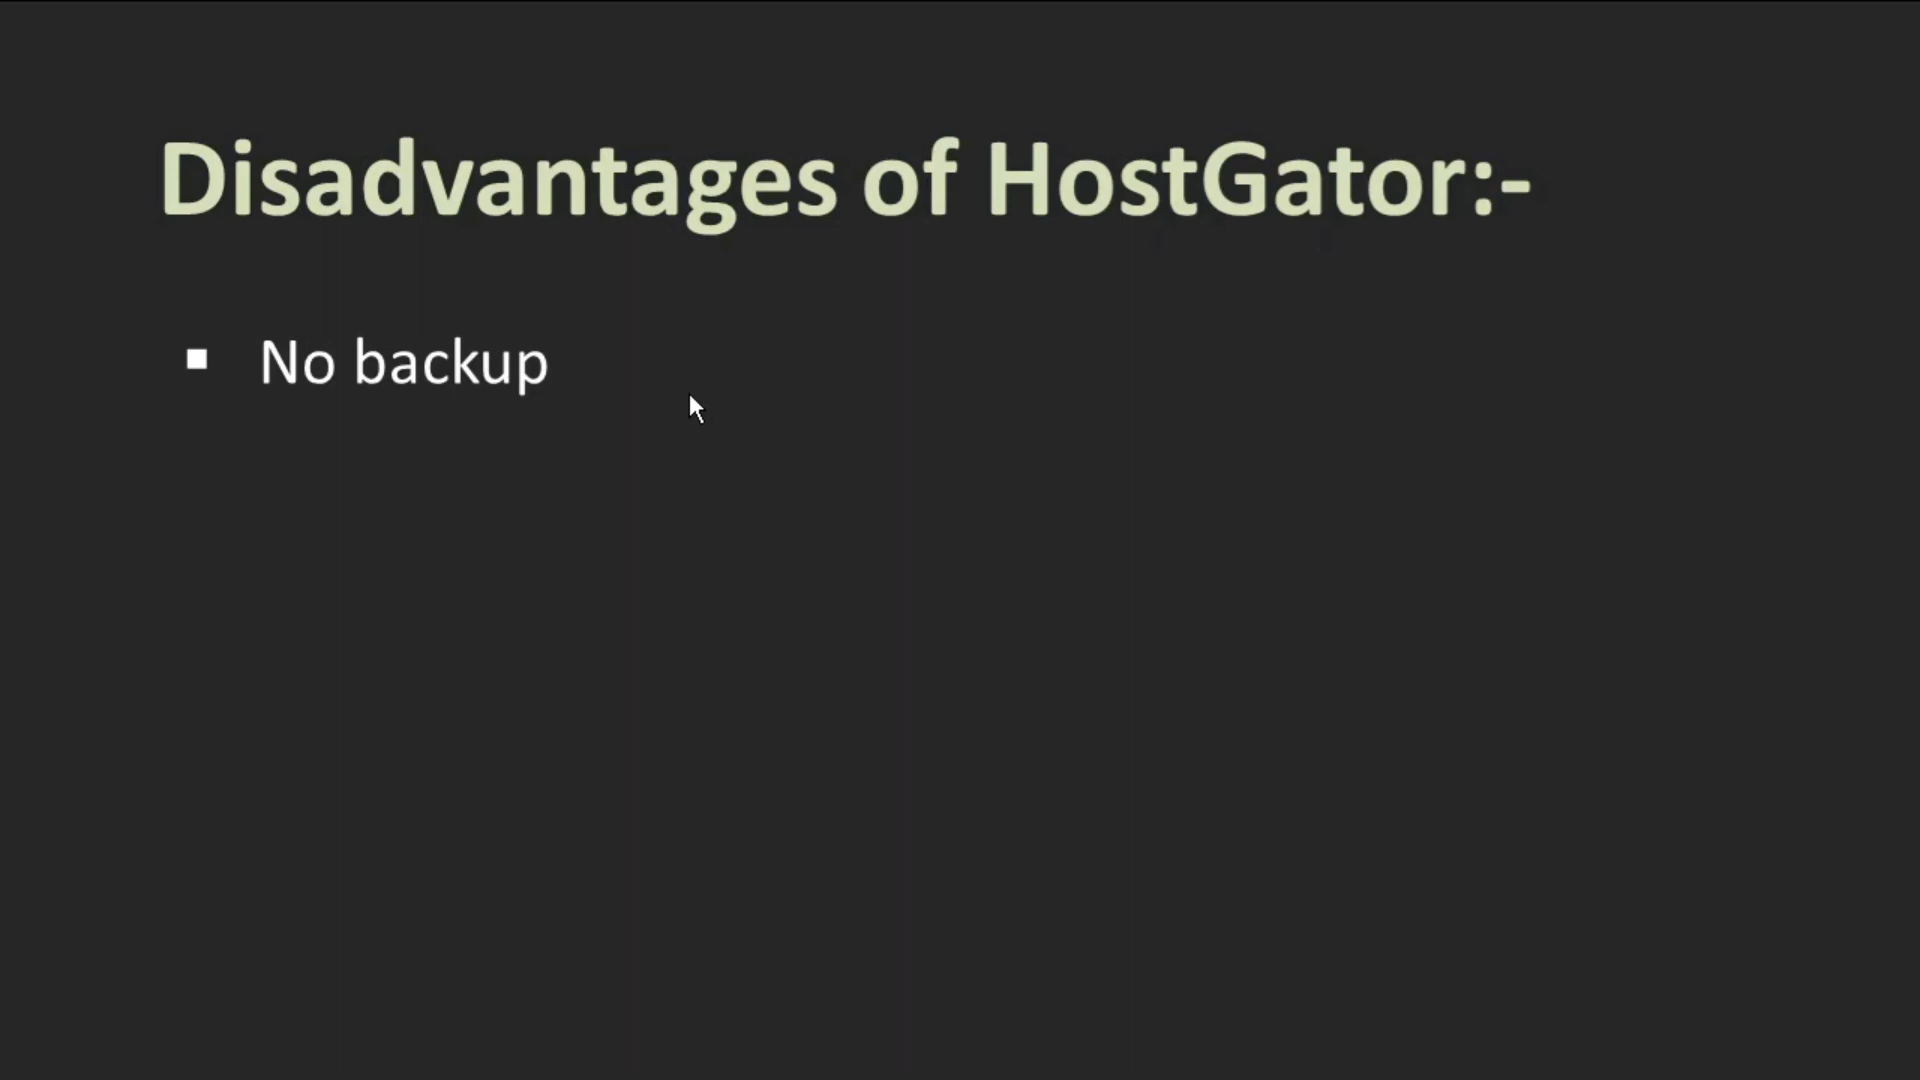 Disadvantages of HostGator:-
▪ No backup